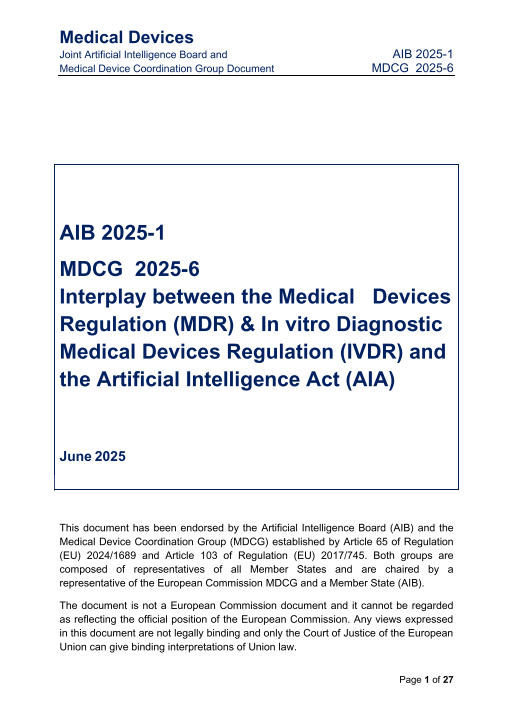 Medical Devices
Joint Artificial Intelligence Board and
Medical Device Coordination Group Document
AIB 2025-1
MDCG 2025-6
AIB 2025-1
MDCG 2025-6
Interplay between the Medical Devices
Regulation (MDR) & In vitro Diagnostic
Medical Devices Regulation (IVDR) and
the Artificial Intelligence Act (AIA)
June 2025
This document has been endorsed by the Artificial Intelligence Board (AIB) and the
Medical Device Coordination Group (MDCG) established by Article 65 of Regulation
(EU) 2024/1689 and Article 103 of Regulation (EU) 2017/745. Both groups are
composed of representatives of all Member States and are chaired by a
representative of the European Commission MDCG and a Member State (AIB).
The document is not a European Commission document and it cannot be regarded
as reflecting the official position of the European Commission. Any views expressed
in this document are not legally binding and only the Court of Justice of the European
Union can give binding interpretations of Union law.
Page 1 of 27